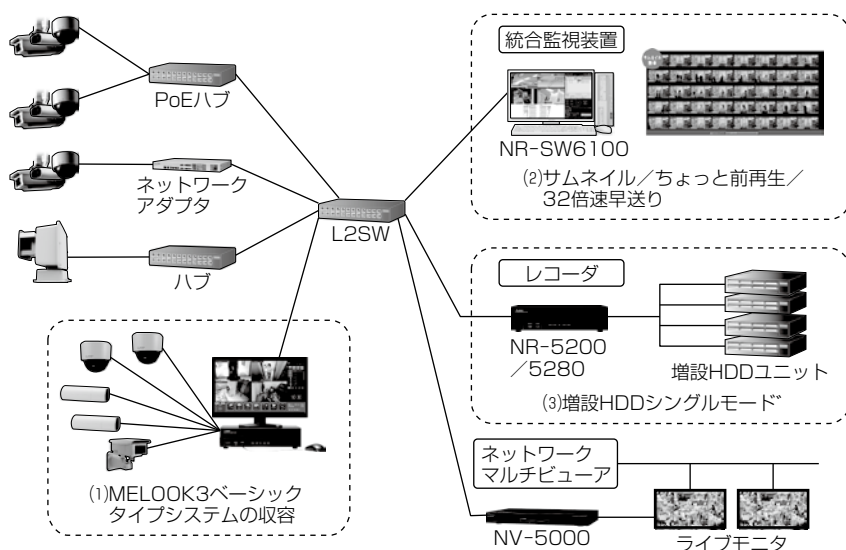 PoEハブ
ネットワーク
アダプタ
ハブ
L2SW
(1)MELOOK3ベーシック
タイプシステムの収容
統合監視装置
NR-SW6100
(2)サムネイル／ちょっと前再生／
32倍速早送り
レコーダ
NR-5200
／5280
増設HDDユニット
(3)増設HDDシングルモード
ネットワーク
マルチビューア
NV-5000
ライブモニタ